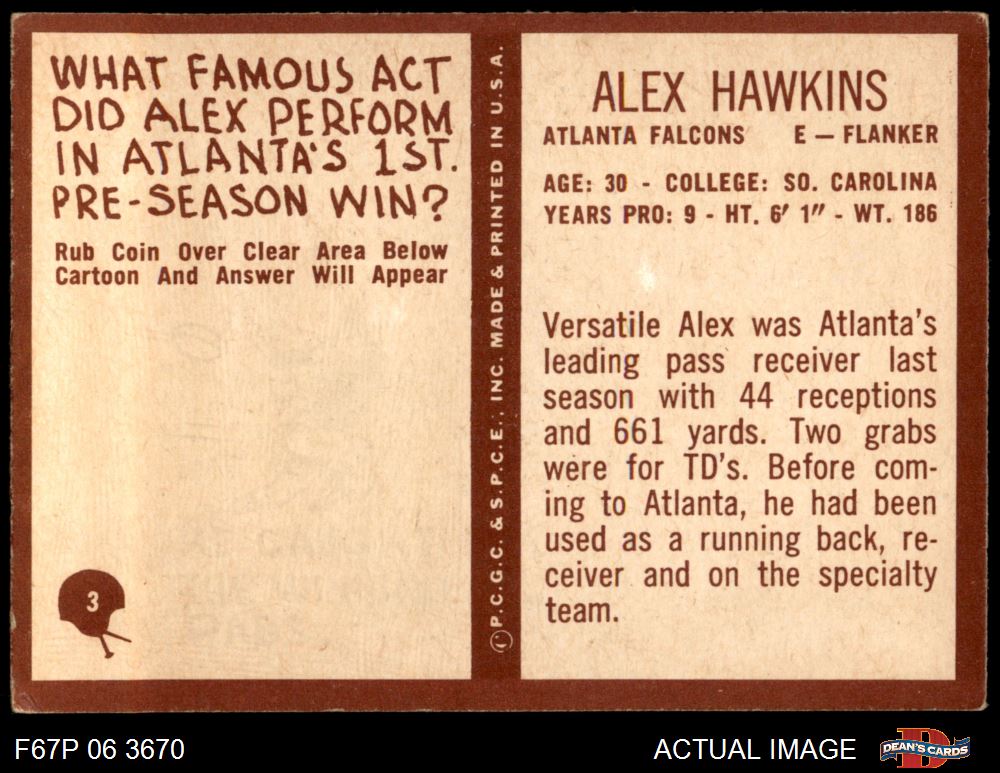 WHAT FAMOUS ACT
DID ALEX PERFORM
IN ATLANTA'S 1ST.
PRE-SEASON WIN?
Rub Coin Over Clear Area Below
Cartoon And Answer Will Appear
3
© P.C.G.C. & S.P.C.E., INC. MADE & PRINTED IN U.S.A.
ALEX HAWKINS
ATLANTA FALCONS E — FLANKER
AGE: 30 - COLLEGE: SO. CAROLINA
YEARS PRO: 9 - HT. 6' 1" - WT. 186
Versatile Alex was Atlanta's
leading pass receiver last
season with 44 receptions
and 661 yards. Two grabs
were for TD's. Before com-
ing to Atlanta, he had been
used as a running back, re-
ceiver and on the specialty
team.
F67P 06 3670
ACTUAL IMAGE
DEAN'S CARDS